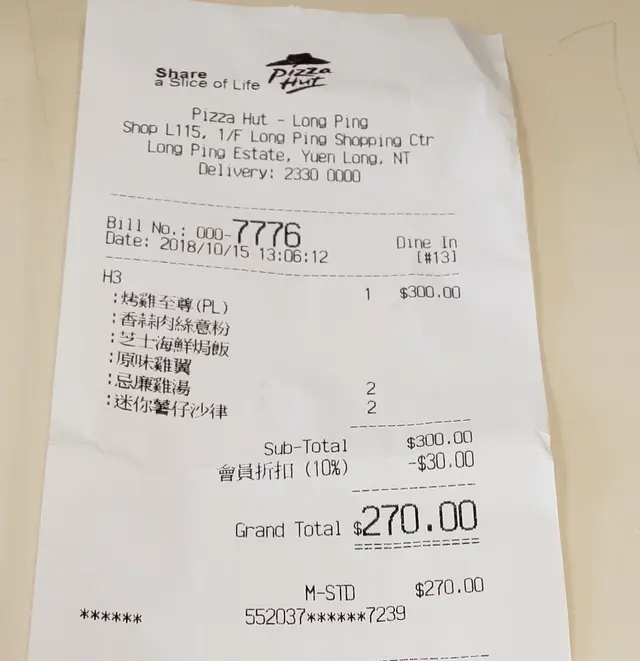 Share
a Slice of Life
Pizza
Hut
Pizza Hut - Long Ping
Shop L115, 1/F Long Ping Shopping Ctr
Long Ping Estate, Yuen Long, NT
Delivery: 2330 0000
Bill No.: 000-7776 Dine In
Date: 2018/10/15 13:06:12 [#13]
H3 1 $300.00
:烤雞至尊(PL)
:香蒜肉絲意粉
:芝士海鮮焗飯
:原味雞翼
:忌廉雞湯 2
:迷你薯仔沙律 2
Sub-Total $300.00
會員折扣 (10%) -$30.00
Grand Total $270.00
M-STD $270.00
****** 552037******7239